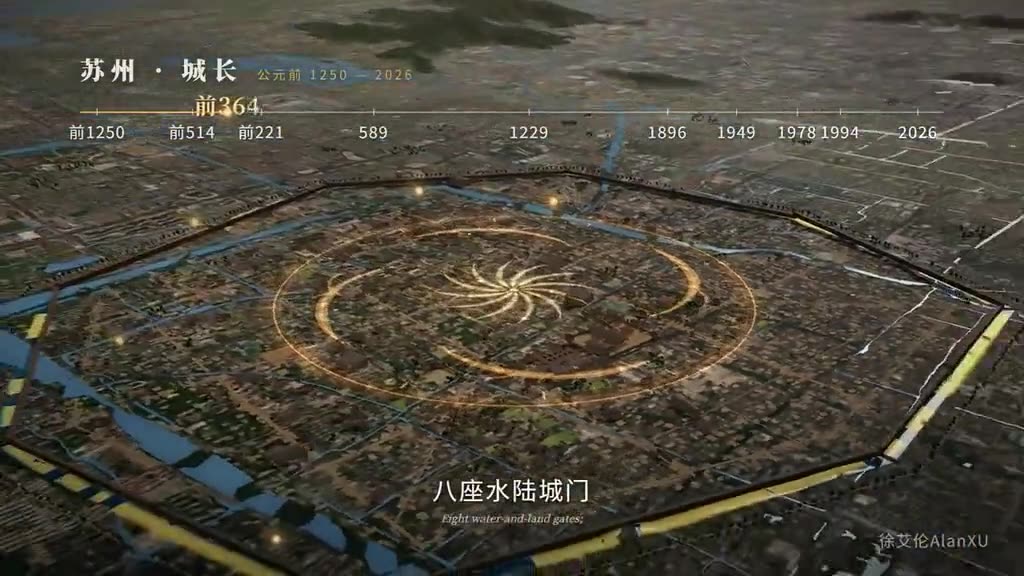 苏州 · 城长 公元前 1250 — 2026
前364
前1250 前514 前221 589 1229 1896 1949 1978 1994 2026
八座水陆城门
Eight water-and-land gates;
徐艾伦AlanXU